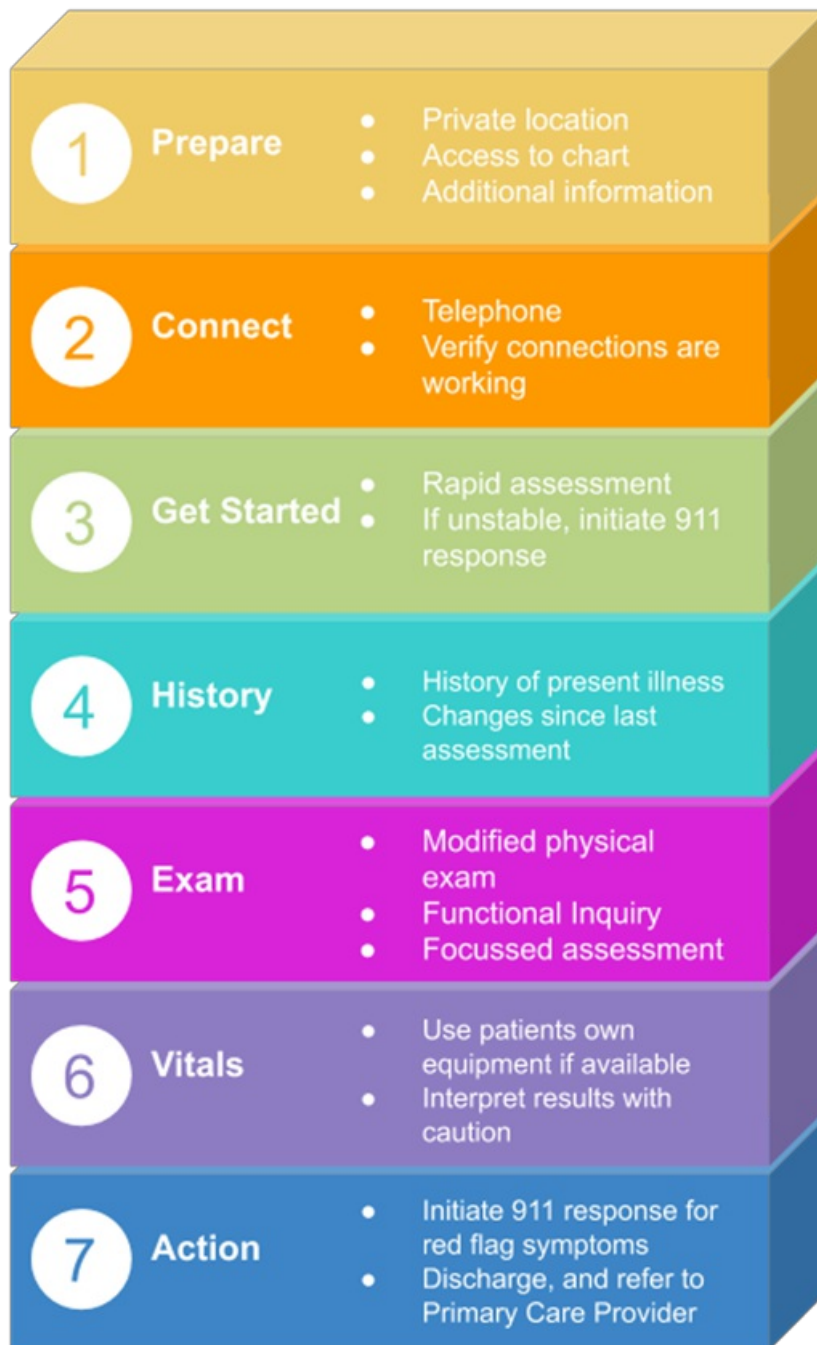 1 Prepare
● Private location
● Access to chart
● Additional information
2 Connect
● Telephone
● Verify connections are
working
3 Get Started
● Rapid assessment
● If unstable, initiate 911
response
4 History
● History of present illness
● Changes since last
assessment
5 Exam
● Modified physical
exam
● Functional Inquiry
● Focussed assessment
6 Vitals
● Use patients own
equipment if available
● Interpret results with
caution
7 Action
● Initiate 911 response for
red flag symptoms
● Discharge, and refer to
Primary Care Provider